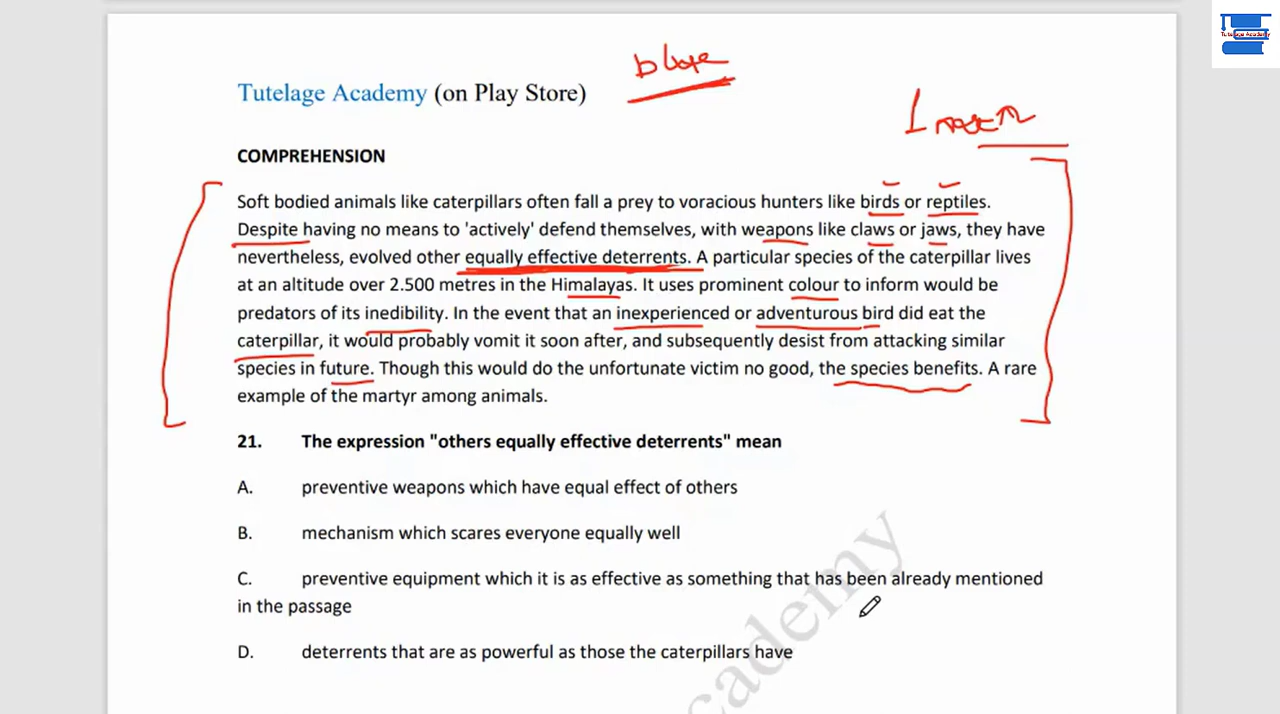 Tutelage Academy
Tutelage Academy (on Play Store)
COMPREHENSION
Soft bodied animals like caterpillars often fall a prey to voracious hunters like birds or reptiles.
Despite having no means to 'actively' defend themselves, with weapons like claws or jaws, they have
nevertheless, evolved other equally effective deterrents. A particular species of the caterpillar lives
at an altitude over 2.500 metres in the Himalayas. It uses prominent colour to inform would be
predators of its inedibility. In the event that an inexperienced or adventurous bird did eat the
caterpillar, it would probably vomit it soon after, and subsequently desist from attacking similar
species in future. Though this would do the unfortunate victim no good, the species benefits. A rare
example of the martyr among animals.
21. The expression "others equally effective deterrents" mean
A. preventive weapons which have equal effect of others
B. mechanism which scares everyone equally well
C. preventive equipment which it is as effective as something that has been already mentioned
in the passage
D. deterrents that are as powerful as those the caterpillars have
cademy